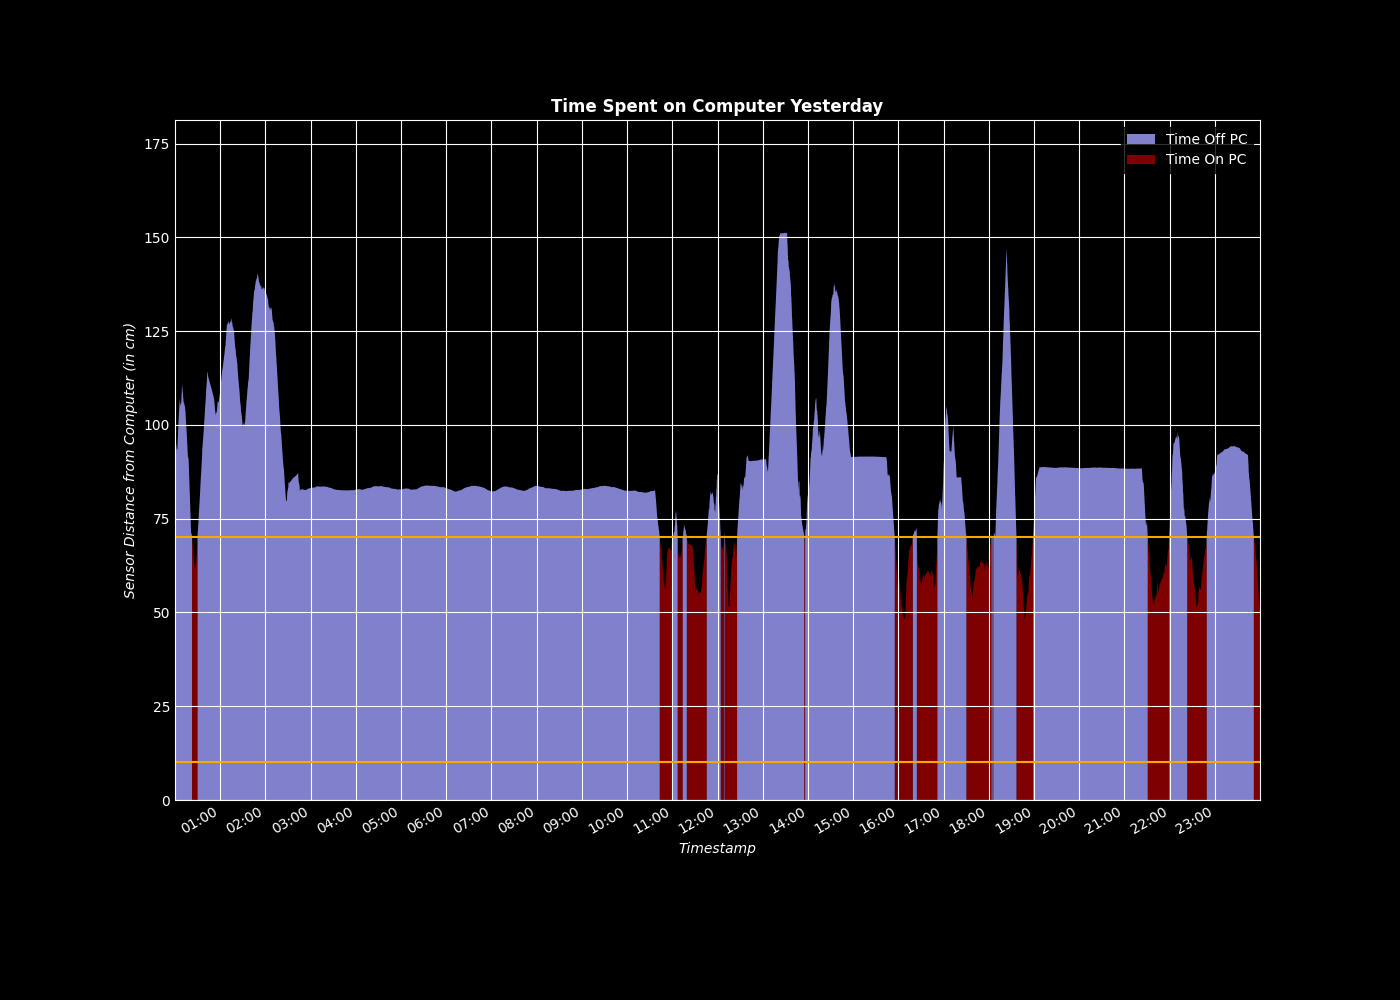 Time Spent on Computer Yesterday
Time Off PC
Time On PC
175
150
125
100
75
50
25
0
Sensor Distance from Computer (in cm)
01:00 02:00 03:00 04:00 05:00 06:00 07:00 08:00 09:00 10:00 11:00 12:00 13:00 14:00 15:00 16:00 17:00 18:00 19:00 20:00 21:00 22:00 23:00
Timestamp